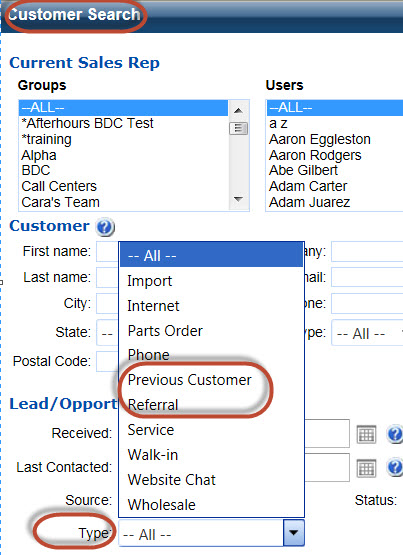 Customer Search
Current Sales Rep
Groups Users
--ALL-- --ALL--
*Afterhours BDC Test a z
*training Aaron Eggleston
Alpha Aaron Rodgers
BDC Abe Gilbert
Call Centers Adam Carter
Cara's Team Adam Juarez
Customer ?
First name: any:
Last name: mail:
City: one:
State: -- ype: -- All --
Postal Code:
-- All --
Import
Internet
Parts Order
Phone
Previous Customer
Referral
Service
Walk-in
Website Chat
Wholesale
Lead/Opport
Received: ?
Last Contacted: ?
Source: Status:
Type: -- All --